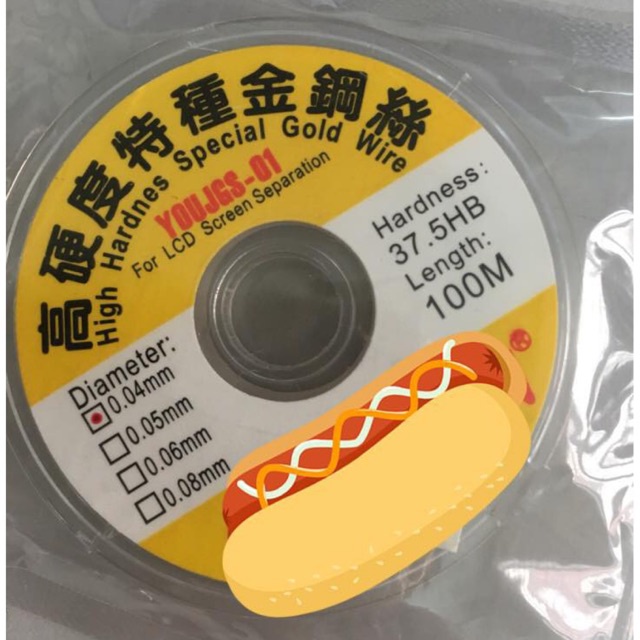 高硬度特種金鋼絲
High Hardnes Special Gold Wire
YOUJGS-01
For LCD Screen Separation
Hardness:
37.5HB
Length:
100M
Diameter:
0.04mm
0.05mm
0.06mm
0.08mm